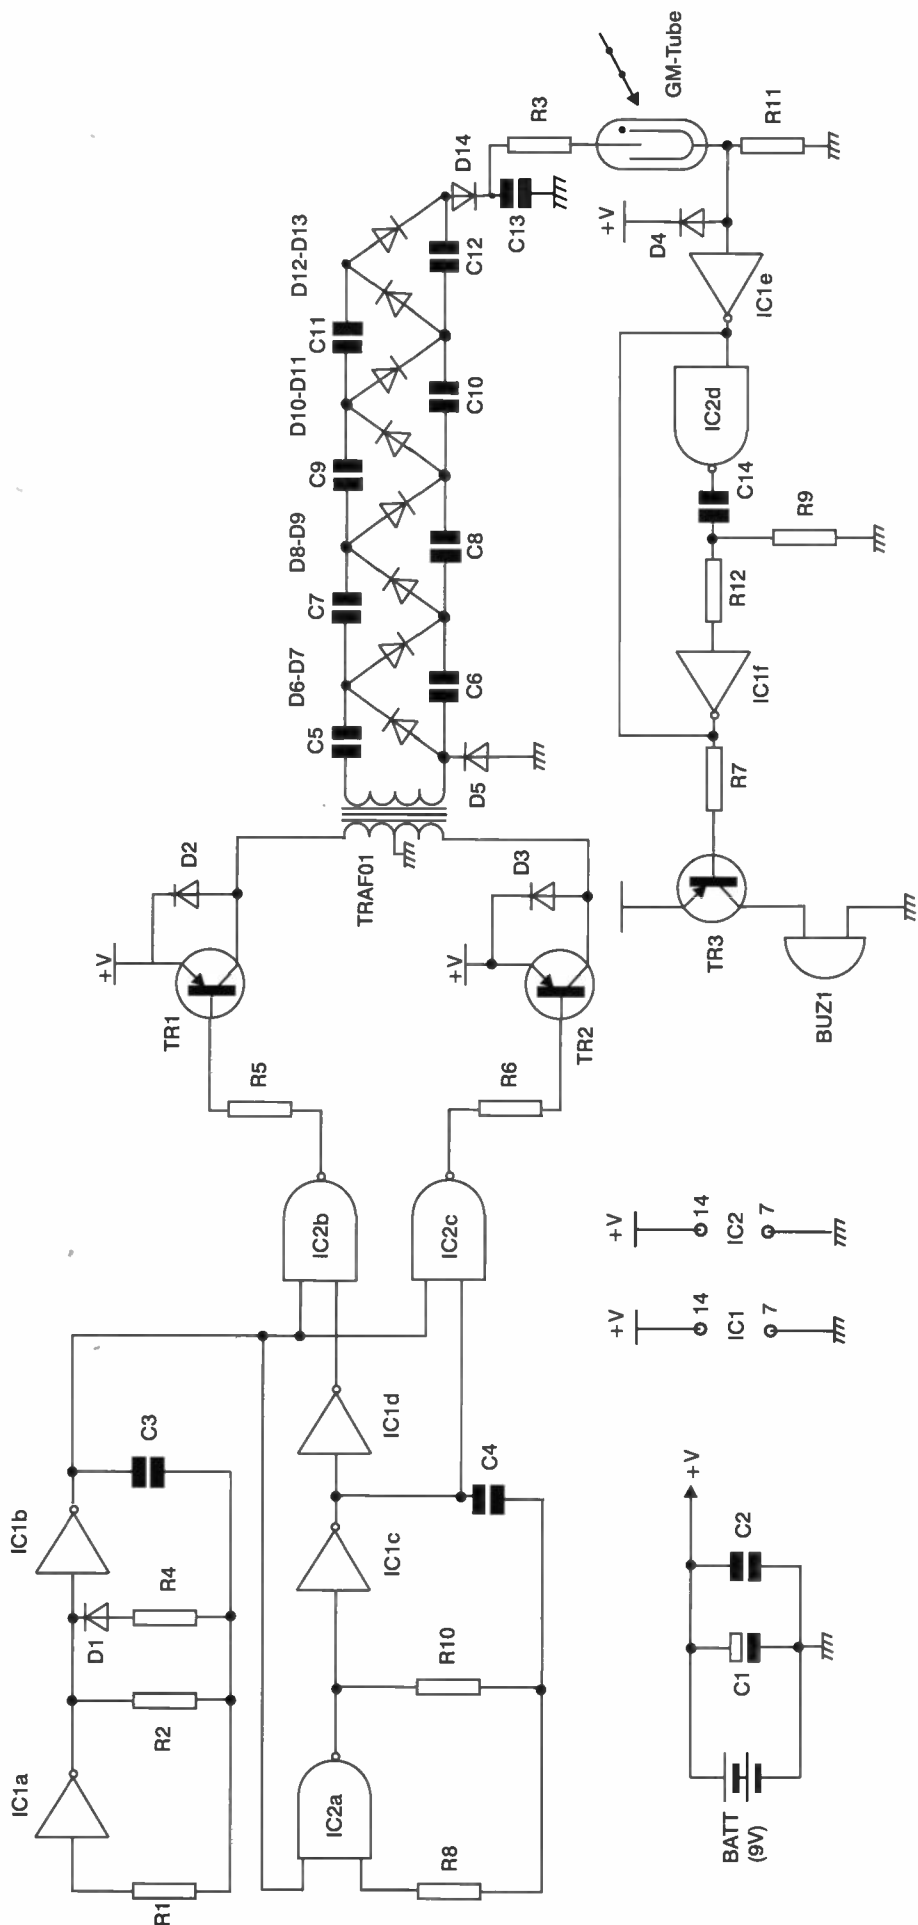 GM-Tube
R3
R11
D14
C13
+V
D4
IC1e
D12-D13
C12
C11
D10-D11
C10
IC2d
C14
R9
C9
D8-D9
C8
R12
C7
D6-D7
C6
IC1f
C5
D5
R7
TRAF01
D2
D3
+V
+V
TR1
TR2
TR3
BUZ1
R5
R6
IC2b
IC2c
+V
14
IC2
7
+V
14
IC1
7
IC1d
C3
C4
+V
IC1b
IC1c
C2
R4
D1
R10
C1
R2
IC1a
IC2a
BATT
(9V)
R8
R1